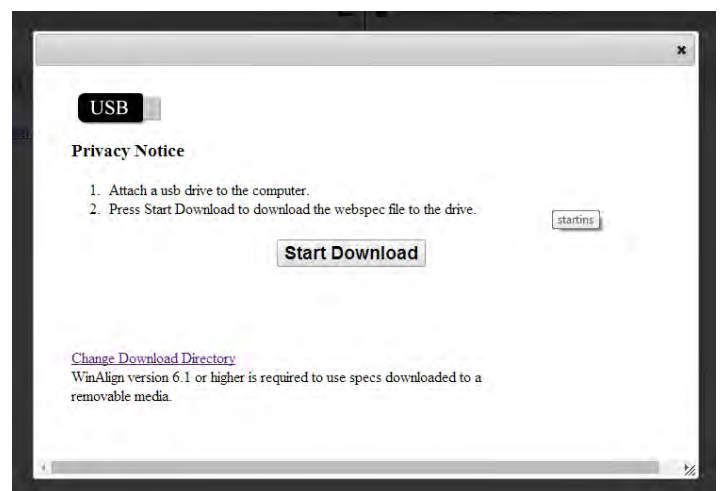 USB
Privacy Notice
1. Attach a usb drive to the computer.
2. Press Start Download to download the webspec file to the drive.
startins
Start Download
Change Download Directory
WinAlign version 6.1 or higher is required to use specs downloaded to a
removable media.